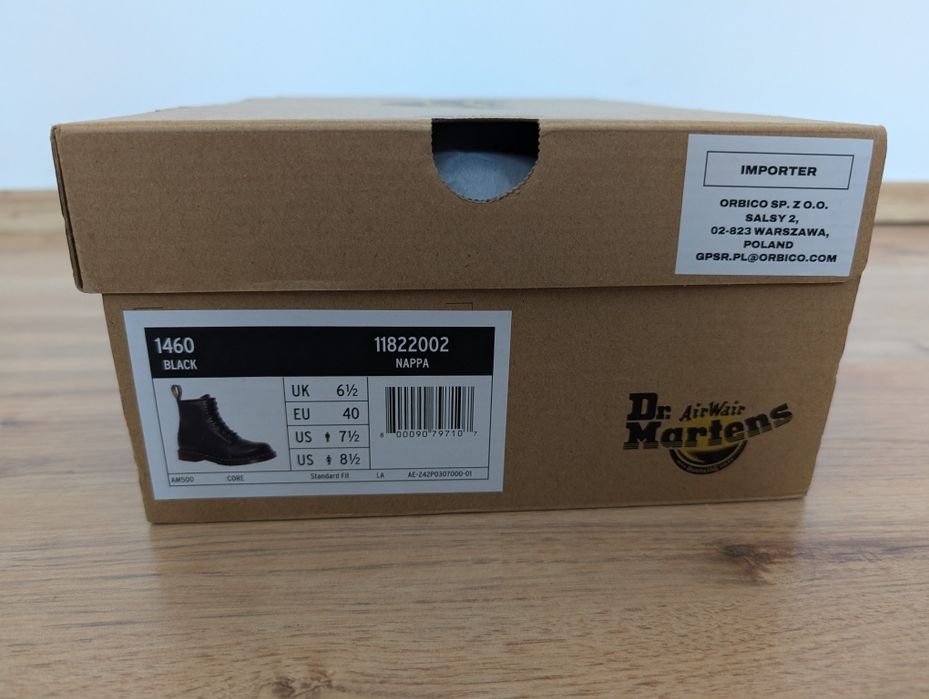 IMPORTER
ORBICO SP. Z O.O.
SALSY 2,
02-823 WARSZAWA,
POLAND
GPSR.PL@ORBICO.COM
1460 11822002
BLACK NAPPA
UK 6½
EU 40
US 7½
US 8½
8 00090 79710 7
AM500 CORE Standard Fit LA AE-Z42P0307000-01
Dr. AirWair
Martens